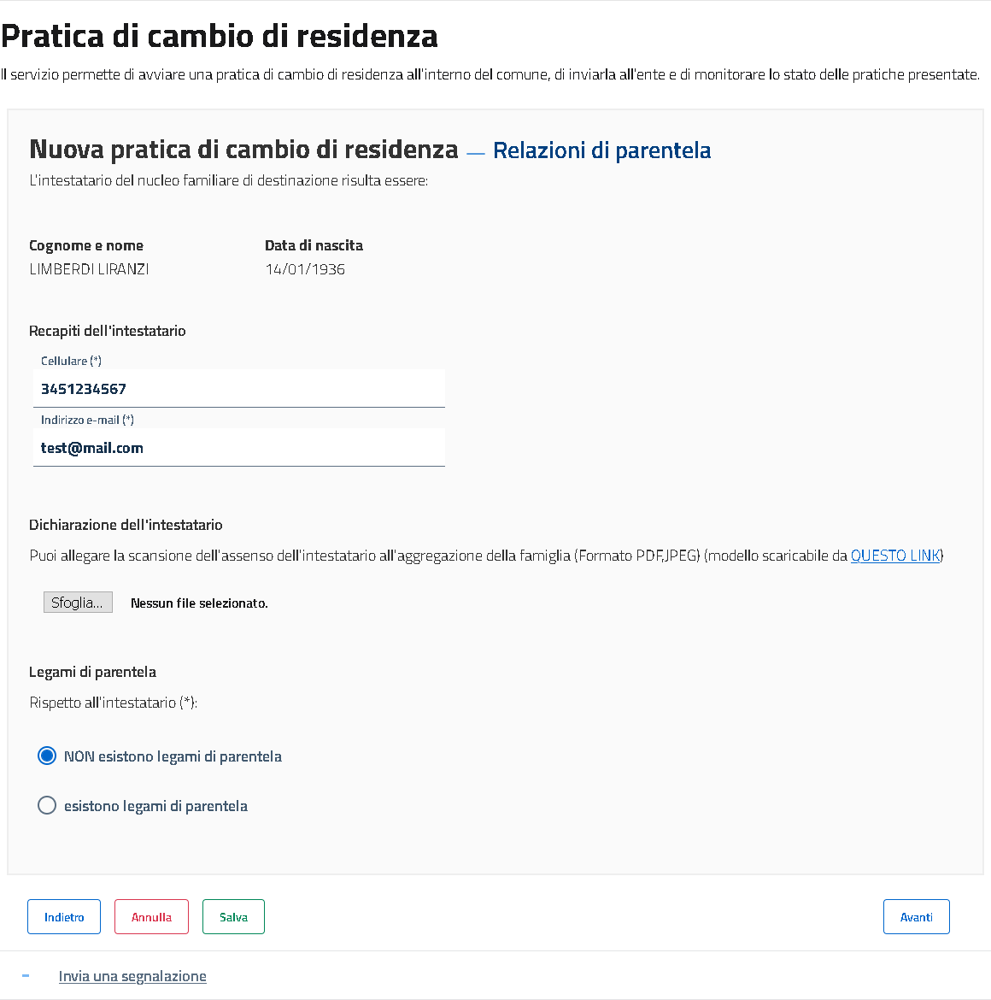 Pratica di cambio di residenza
Il servizio permette di avviare una pratica di cambio di residenza all'interno del comune, di inviarla all'ente e di monitorare lo stato delle pratiche presentate.
Nuova pratica di cambio di residenza — Relazioni di parentela
L'intestatario del nucleo familiare di destinazione risulta essere:
Cognome e nome Data di nascita
LIMBERDI LIRANZI 14/01/1936
Recapiti dell'intestatario
Cellulare (*)
3451234567
Indirizzo e-mail (*)
test@mail.com
Dichiarazione dell'intestatario
Puoi allegare la scansione dell'assenso dell'intestatario all'aggregazione della famiglia (Formato PDF,JPEG) (modello scaricabile da QUESTO LINK)
Sfoglia... Nessun file selezionato.
Legami di parentela
Rispetto all'intestatario (*):
NON esistono legami di parentela
esistono legami di parentela
Indietro Annulla Salva Avanti
- Invia una segnalazione